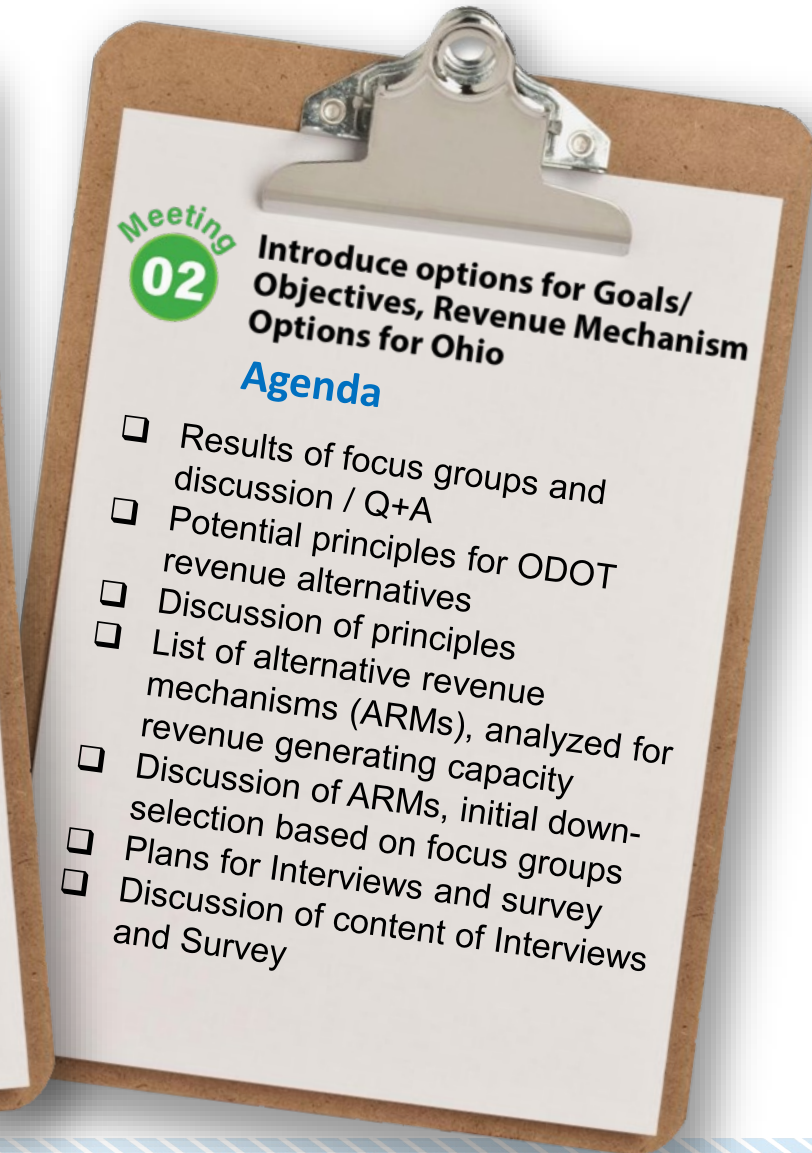 Meeting
02
Introduce options for Goals/
Objectives, Revenue Mechanism
Options for Ohio
Agenda
❑ Results of focus groups and
discussion / Q+A
❑ Potential principles for ODOT
revenue alternatives
❑ Discussion of principles
❑ List of alternative revenue
mechanisms (ARMs), analyzed for
revenue generating capacity
❑ Discussion of ARMs, initial down-
selection based on focus groups
❑ Plans for Interviews and survey
❑ Discussion of content of Interviews
and Survey